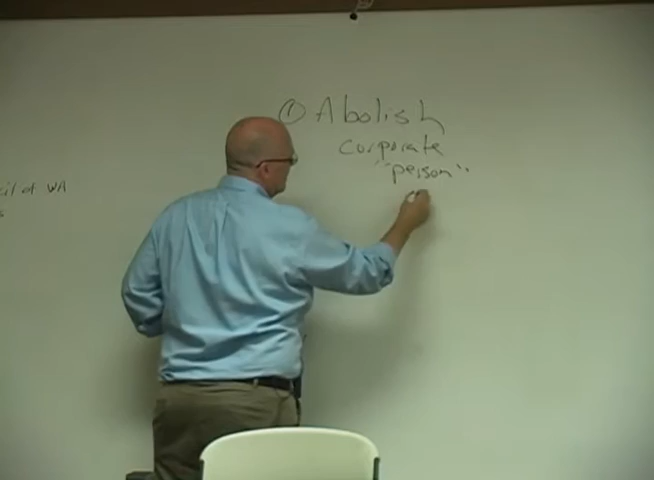 ① Abolish
corporate
"person"
of WA